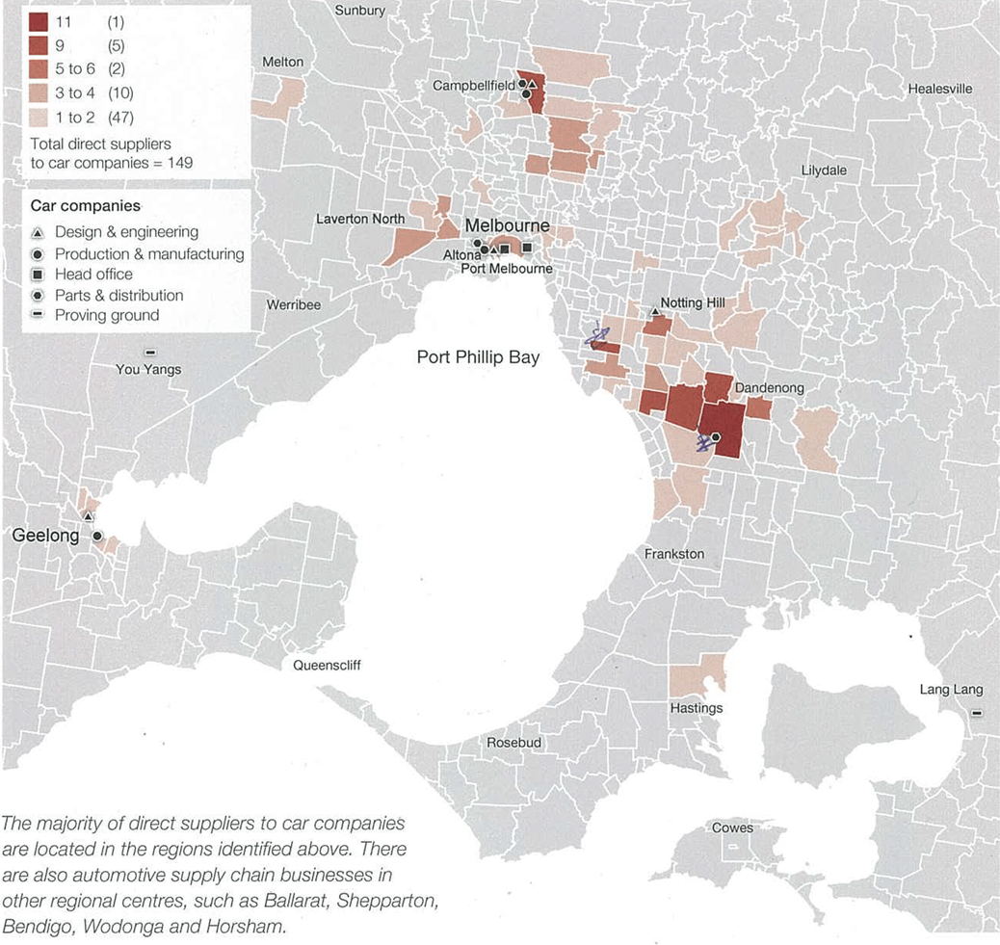 11 (1)
9 (5)
5 to 6 (2)
3 to 4 (10)
1 to 2 (47)
Total direct suppliers
to car companies = 149
Car companies
Design & engineering
Production & manufacturing
Head office
Parts & distribution
Proving ground
Sunbury
Melton
Campbellfield
Healesville
Lilydale
Laverton North
Melbourne
Altona
Port Melbourne
Werribee
Notting Hill
You Yangs
Port Phillip Bay
Dandenong
Geelong
Frankston
Queenscliff
Hastings
Lang Lang
Rosebud
Cowes
The majority of direct suppliers to car companies
are located in the regions identified above. There
are also automotive supply chain businesses in
other regional centres, such as Ballarat, Shepparton,
Bendigo, Wodonga and Horsham.